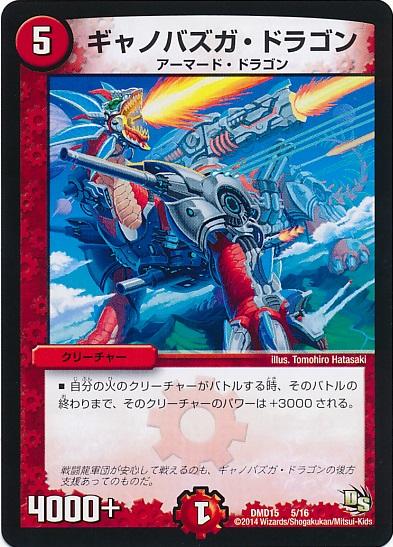 5
ギャノバズガ・ドラゴン
アーマード・ドラゴン
クリーチャー
illus. Tomohiro Hatasaki
■ 自分の火のクリーチャーがバトルする時、そのバトルの
終わりまで、そのクリーチャーのパワーは+3000される。
戦闘龍軍団が安心して戦えるのも、ギャノバズガ・ドラゴンの後方
支援あってのものだ。
4000+
1
DS
DMD15 5/16
©2014 Wizards/Shogakukan/Mitsui-Kids